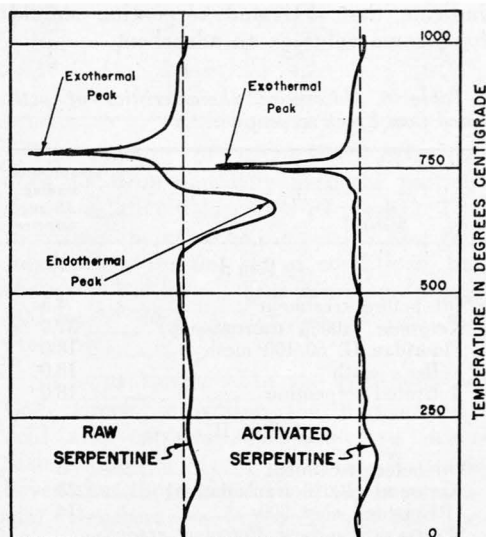 1000
Exothermal
Peak
Exothermal
Peak
750
Endothermal
Peak
500
250
RAW
SERPENTINE
ACTIVATED
SERPENTINE
0
TEMPERATURE IN DEGREES CENTIGRADE